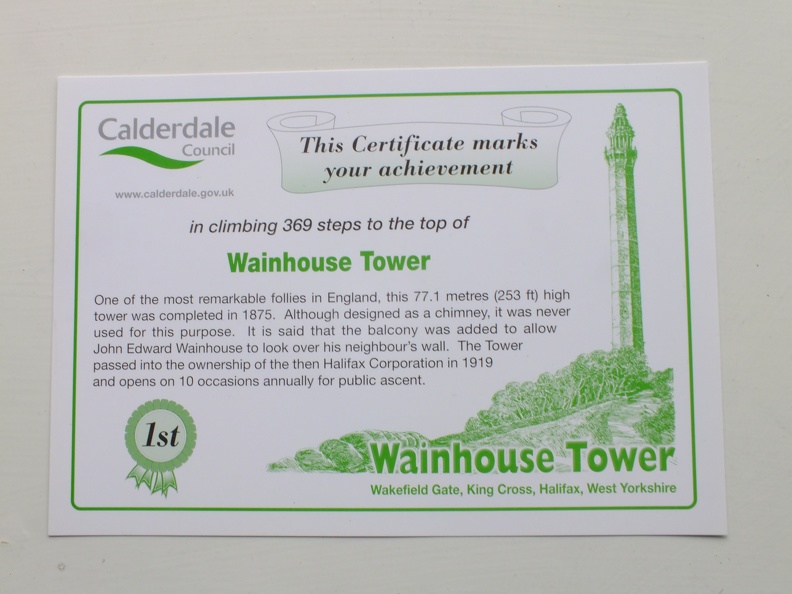 Calderdale
Council
www.calderdale.gov.uk
This Certificate marks
your achievement
in climbing 369 steps to the top of
Wainhouse Tower
One of the most remarkable follies in England, this 77.1 metres (253 ft) high
tower was completed in 1875. Although designed as a chimney, it was never
used for this purpose. It is said that the balcony was added to allow
John Edward Wainhouse to look over his neighbour's wall. The Tower
passed into the ownership of the then Halifax Corporation in 1919
and opens on 10 occasions annually for public ascent.
1st
Wainhouse Tower
Wakefield Gate, King Cross, Halifax, West Yorkshire